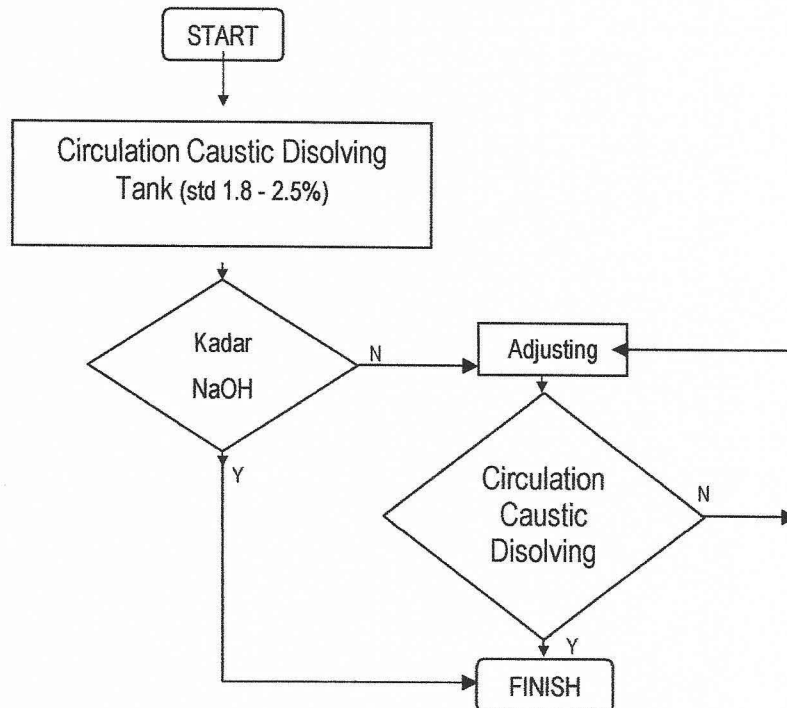 START
Circulation Caustic Disolving
Tank (std 1.8 - 2.5%)
Kadar
NaOH
N
Adjusting
Y
Circulation
Caustic
Disolving
N
Y
FINISH